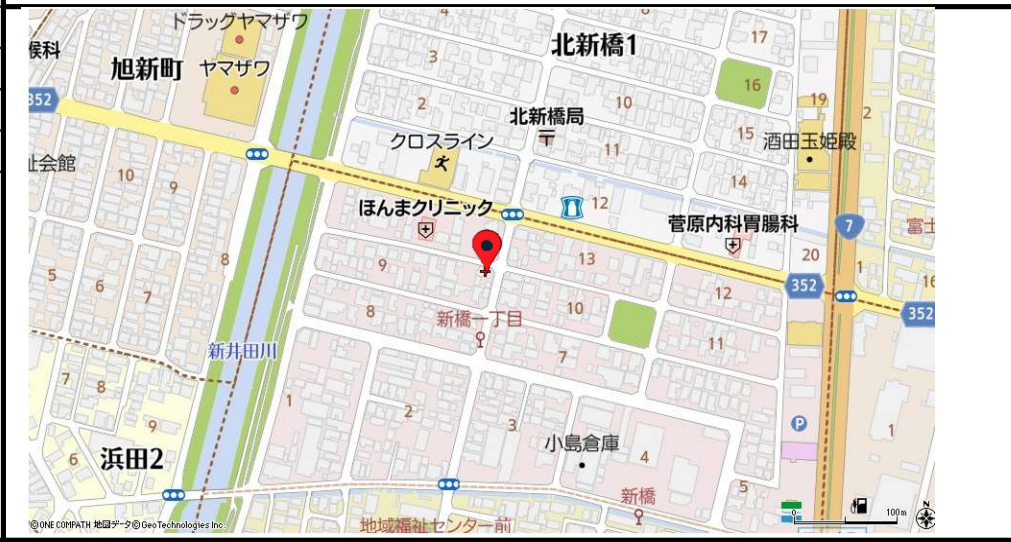 ドラッグヤマザワ
北新橋1
17
4
3
喉科
旭新町
ヤマザワ
16
352
2
10
19
2
北新橋局
クロスライン
11
15
酒田玉姫殿
祉会館
10
9
14
ほんまクリニック
12
菅原内科胃腸科
7
富士
8
13
20
1
5
6
7
9
352
12
16
10
352
8
新橋一丁目
11
新井田川
7
7
8
1
2
9
3
P
1
浜田2
6
小島倉庫
4
5
新橋
地域福祉センター前
©ONE COMPATH 地図データ©GeoTechnologies Inc.
0
100m
N